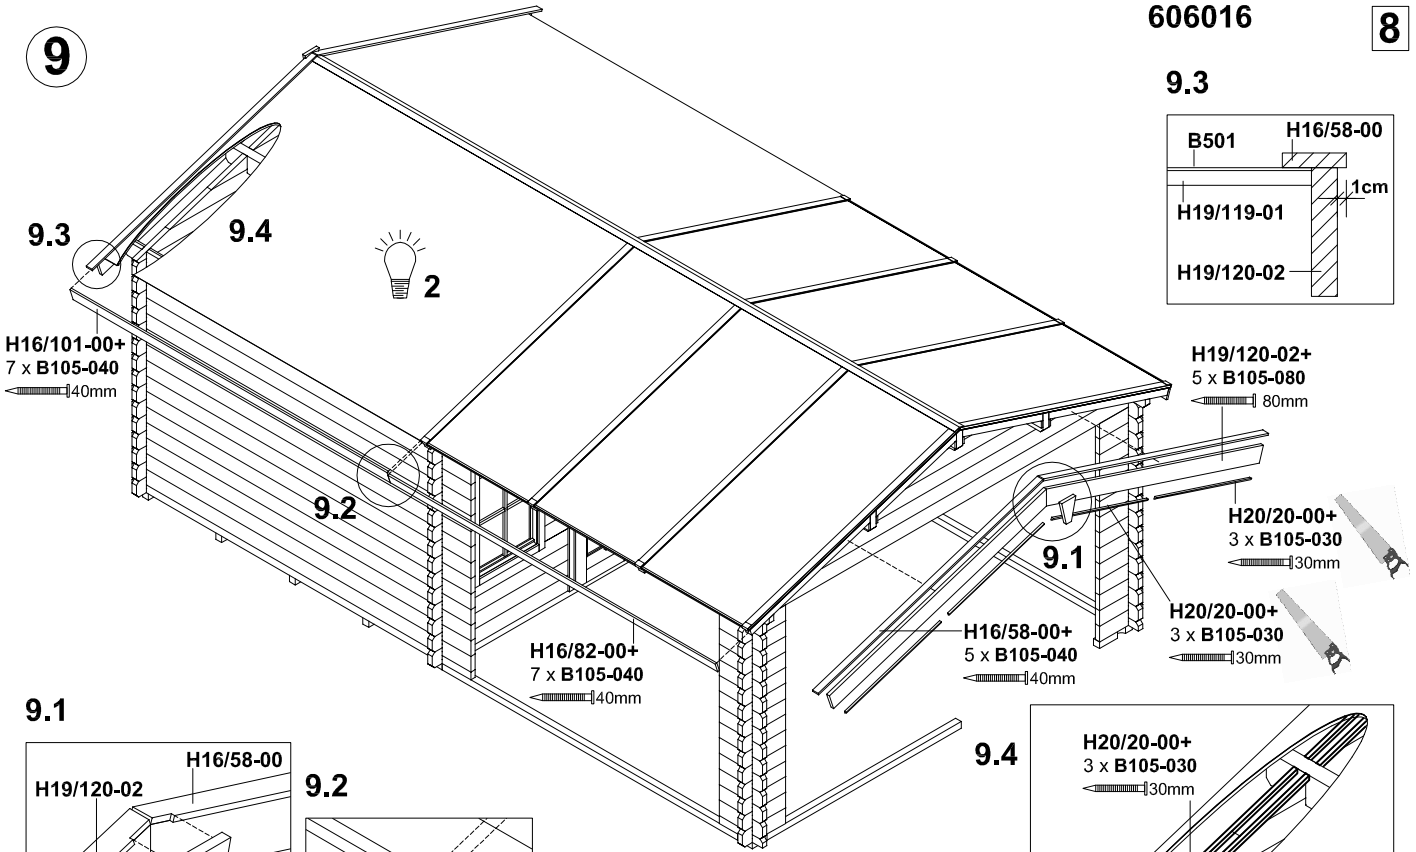 9
606016
8
9.3
B501
H16/58-00
1cm
H19/119-01
H19/120-02
9.3
9.4
2
H16/101-00+
7 x B105-040
40mm
H19/120-02+
5 x B105-080
80mm
9.2
9.1
H20/20-00+
3 x B105-030
30mm
H20/20-00+
3 x B105-030
30mm
H16/58-00+
5 x B105-040
40mm
H16/82-00+
7 x B105-040
40mm
9.1
H16/58-00
H19/120-02
9.2
9.4
H20/20-00+
3 x B105-030
30mm